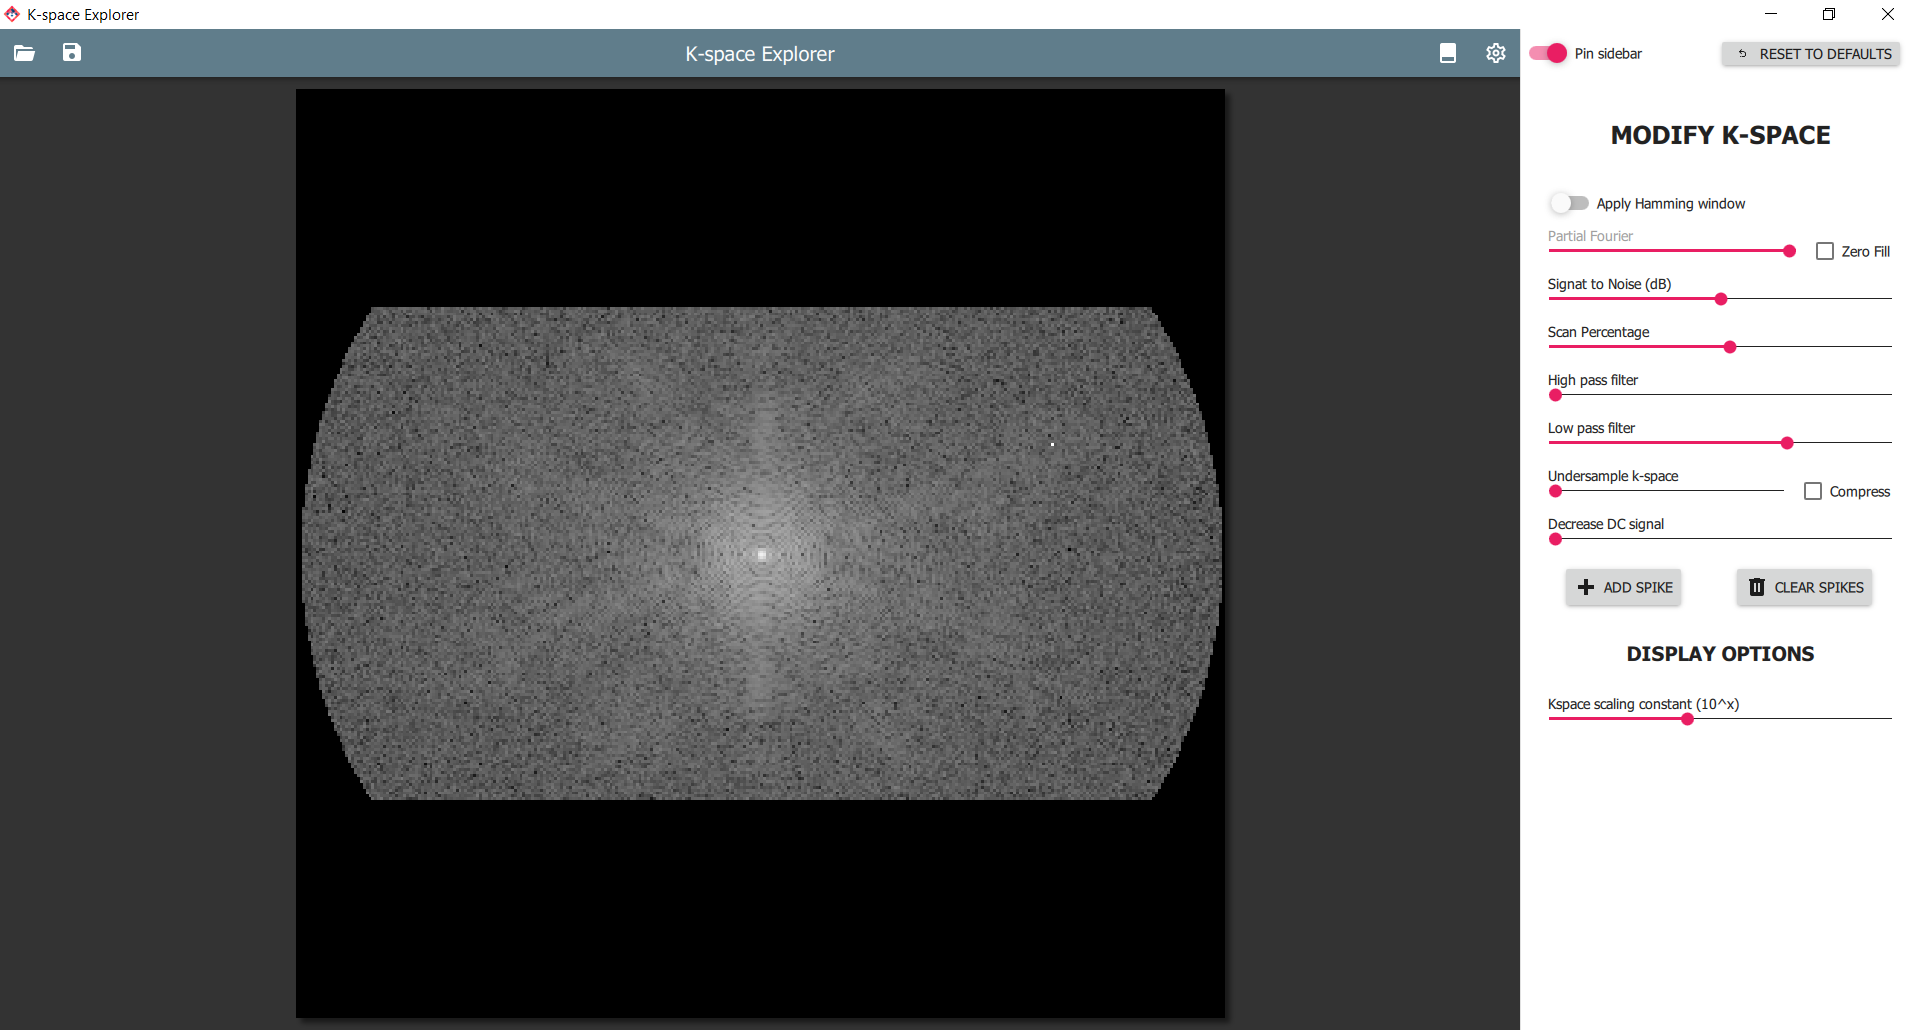 K-space Explorer
K-space Explorer
Pin sidebar
RESET TO DEFAULTS
MODIFY K-SPACE
Apply Hamming window
Partial Fourier
Zero Fill
Signat to Noise (dB)
Scan Percentage
High pass filter
Low pass filter
Undersample k-space
Compress
Decrease DC signal
ADD SPIKE
CLEAR SPIKES
DISPLAY OPTIONS
Kspace scaling constant (10^x)